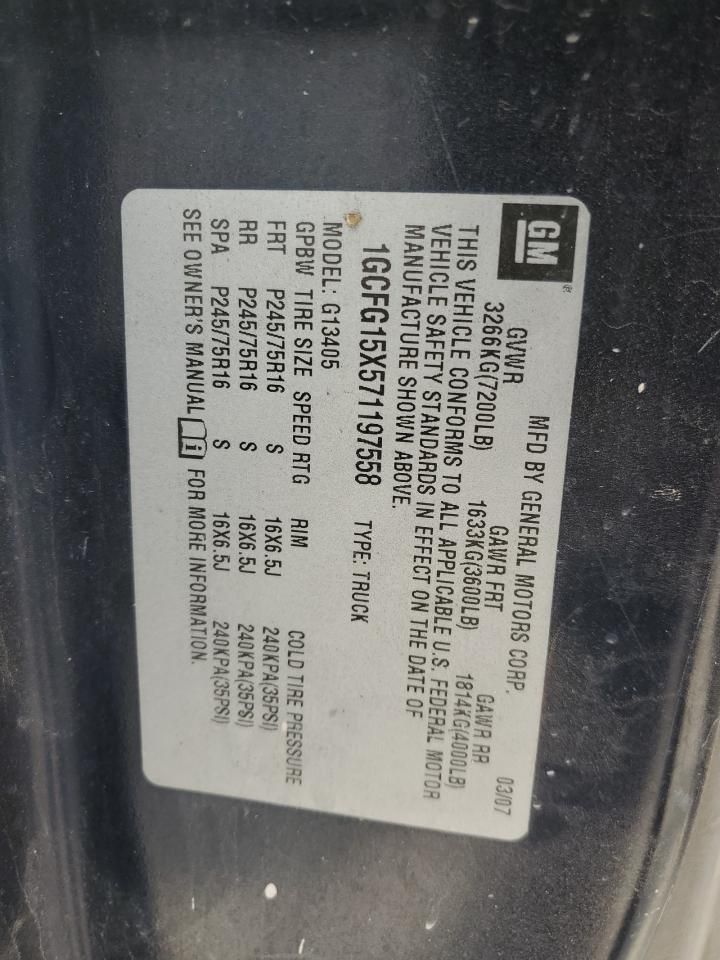 GM®
MFD BY GENERAL MOTORS CORP. 03/07
GVWR GAWR FRT GAWR RR
3266KG(7200LB) 1633KG(3600LB) 1814KG(4000LB)
THIS VEHICLE CONFORMS TO ALL APPLICABLE U.S. FEDERAL MOTOR
VEHICLE SAFETY STANDARDS IN EFFECT ON THE DATE OF
MANUFACTURE SHOWN ABOVE.
1GCFG15X571197558 TYPE: TRUCK
MODEL: G13405
GPBW TIRE SIZE SPEED RTG RIM COLD TIRE PRESSURE
FRT P245/75R16 S 16X6.5J 240KPA(35PSI)
RR P245/75R16 S 16X6.5J 240KPA(35PSI)
SPA P245/75R16 S 16X6.5J 240KPA(35PSI)
SEE OWNER'S MANUAL i FOR MORE INFORMATION.